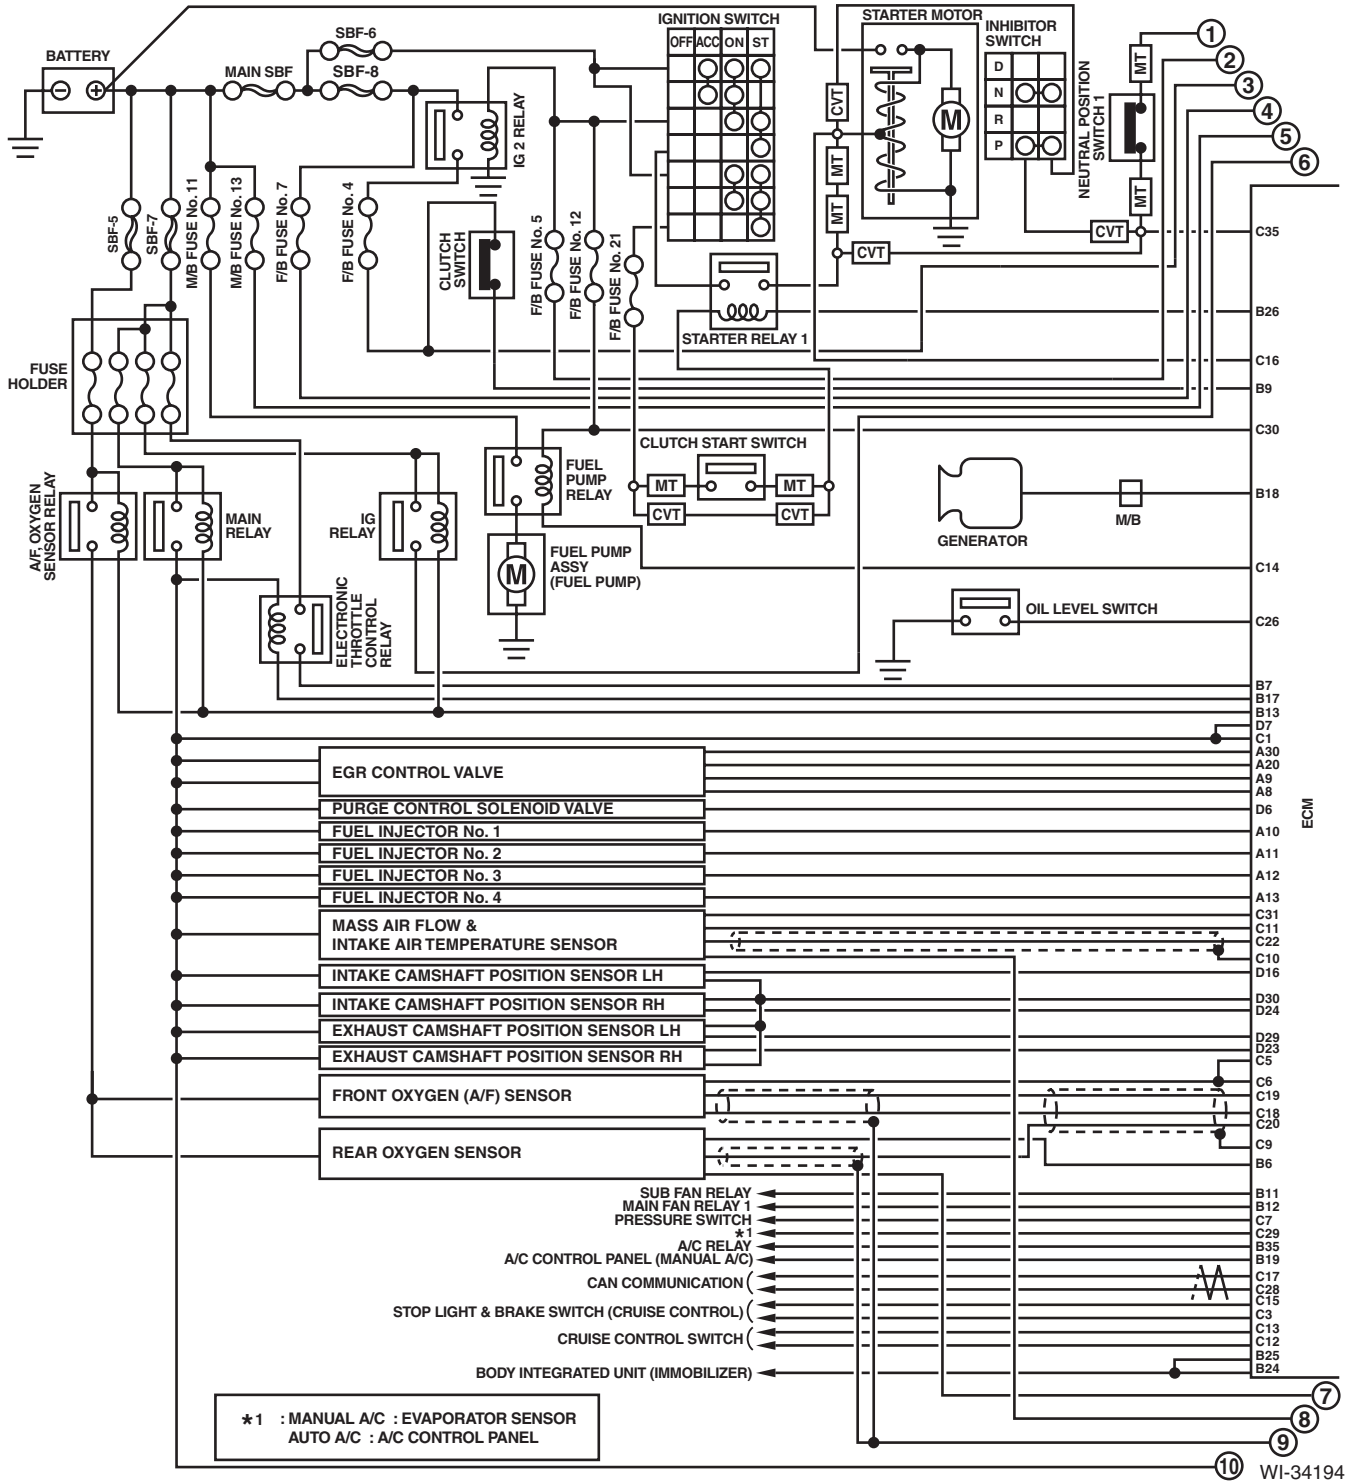 IGNITION SWITCH
STARTER MOTOR
INHIBITOR
SWITCH
BATTERY
SBF-6
MAIN SBF
SBF-8
OFF ACC ON ST
IG 2 RELAY
M
D
N
R
P
NEUTRAL POSITION
SWITCH 1
MT
MT
CVT
MT
MT
CVT
CVT
1
2
3
4
5
6
SBF-5
SBF-7
M/B FUSE No. 11
M/B FUSE No. 13
F/B FUSE No. 7
F/B FUSE No. 4
CLUTCH
SWITCH
F/B FUSE No. 5
F/B FUSE No. 12
F/B FUSE No. 21
STARTER RELAY 1
FUSE
HOLDER
CLUTCH START SWITCH
MT
MT
CVT
CVT
FUEL
PUMP
RELAY
A/F, OXYGEN
SENSOR RELAY
MAIN
RELAY
IG
RELAY
M
FUEL PUMP
ASSY
(FUEL PUMP)
GENERATOR
M/B
OIL LEVEL SWITCH
ELECTRONIC
THROTTLE
CONTROL
RELAY
EGR CONTROL VALVE
PURGE CONTROL SOLENOID VALVE
FUEL INJECTOR No. 1
FUEL INJECTOR No. 2
FUEL INJECTOR No. 3
FUEL INJECTOR No. 4
MASS AIR FLOW &
INTAKE AIR TEMPERATURE SENSOR
INTAKE CAMSHAFT POSITION SENSOR LH
INTAKE CAMSHAFT POSITION SENSOR RH
EXHAUST CAMSHAFT POSITION SENSOR LH
EXHAUST CAMSHAFT POSITION SENSOR RH
FRONT OXYGEN (A/F) SENSOR
REAR OXYGEN SENSOR
SUB FAN RELAY
MAIN FAN RELAY 1
PRESSURE SWITCH
*1
A/C RELAY
A/C CONTROL PANEL (MANUAL A/C)
CAN COMMUNICATION
STOP LIGHT & BRAKE SWITCH (CRUISE CONTROL)
CRUISE CONTROL SWITCH
BODY INTEGRATED UNIT (IMMOBILIZER)
C35
B26
C16
B9
C30
B18
C14
C26
B7
B17
B13
D7
C1
A30
A20
A9
A8
D6
A10
A11
A12
A13
C31
C11
C22
C10
D16
D30
D24
D29
D23
C5
C6
C19
C18
C20
C9
B6
B11
B12
C7
C29
B35
B19
C17
C28
C15
C3
C13
C12
B25
B24
ECM
7
8
9
10
*1 : MANUAL A/C : EVAPORATOR SENSOR
AUTO A/C : A/C CONTROL PANEL
WI-34194